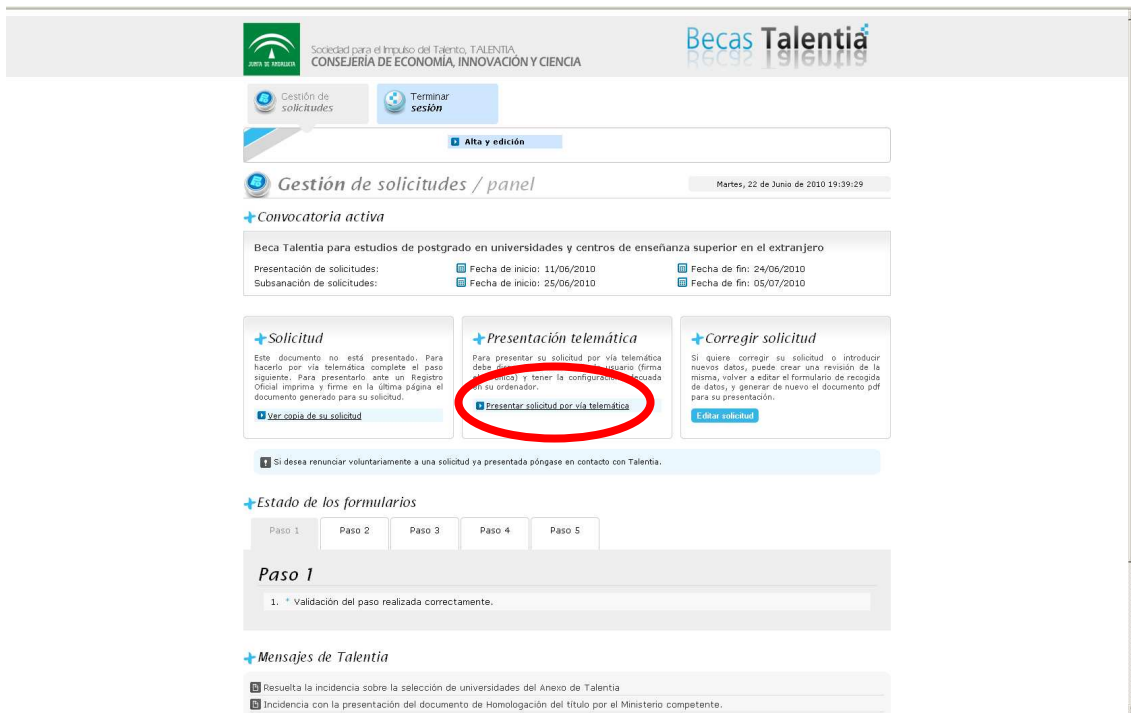 JUNTA DE ANDALUCIA
Sociedad para el Impulso del Talento, TALENTIA
CONSEJERÍA DE ECONOMÍA, INNOVACIÓN Y CIENCIA
Becas Talentia
Gestión de
solicitudes
Terminar
sesión
Alta y edición
Gestión de solicitudes / panel
Martes, 22 de Junio de 2010 19:39:29
Convocatoria activa
Beca Talentia para estudios de postgrado en universidades y centros de enseñanza superior en el extranjero
Presentación de solicitudes: Fecha de inicio: 11/06/2010 Fecha de fin: 24/06/2010
Subsanación de solicitudes: Fecha de inicio: 25/06/2010 Fecha de fin: 05/07/2010
Solicitud
Este documento no está presentado. Para
hacerlo por vía telemática complete el paso
siguiente. Para presentarlo ante un Registro
Oficial imprima y firme en la última página el
documento generado para su solicitud.
Ver copia de su solicitud
Presentación telemática
Para presentar su solicitud por vía telemática
debe usuario (firma
y tener la configuración adecuada
en su ordenador.
Presentar solicitud por vía telemática
Corregir solicitud
Si quiere corregir su solicitud o introducir
nuevos datos, puede crear una revisión de la
misma, volver a editar el formulario de recogida
de datos, y generar de nuevo el documento pdf
para su presentación.
Editar solicitud
Si desea renunciar voluntariamente a una solicitud ya presentada póngase en contacto con Talentia.
Estado de los formularios
Paso 1 Paso 2 Paso 3 Paso 4 Paso 5
Paso 1
1. * Validación del paso realizada correctamente.
Mensajes de Talentia
Resuelta la incidencia sobre la selección de universidades del Anexo de Talentia
Incidencia con la presentación del documento de Homologación del título por el Ministerio competente.